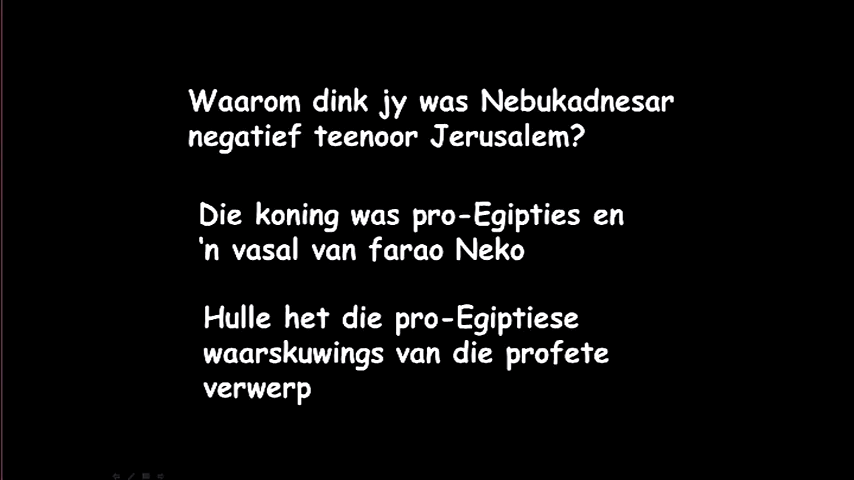 Waarom dink jy was Nebukadnesar
negatief teenoor Jerusalem?
Die koning was pro-Egipties en
‘n vasal van farao Neko
Hulle het die pro-Egiptiese
waarskuwings van die profete
verwerp